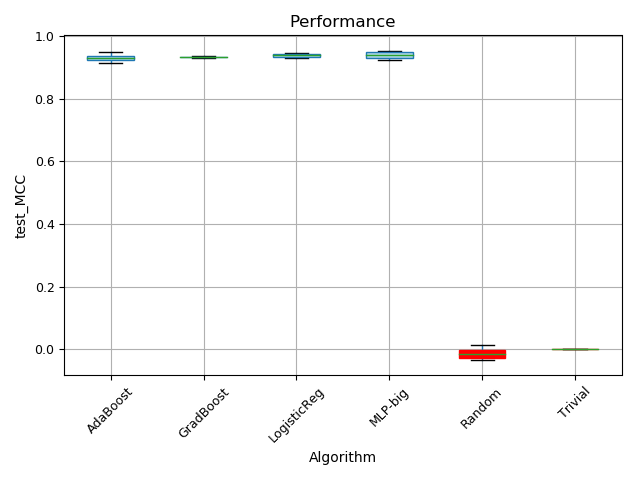 Performance
1.0
0.8
0.6
0.4
0.2
0.0
test_MCC
AdaBoost
GradBoost
LogisticReg
MLP-big
Random
Trivial
Algorithm